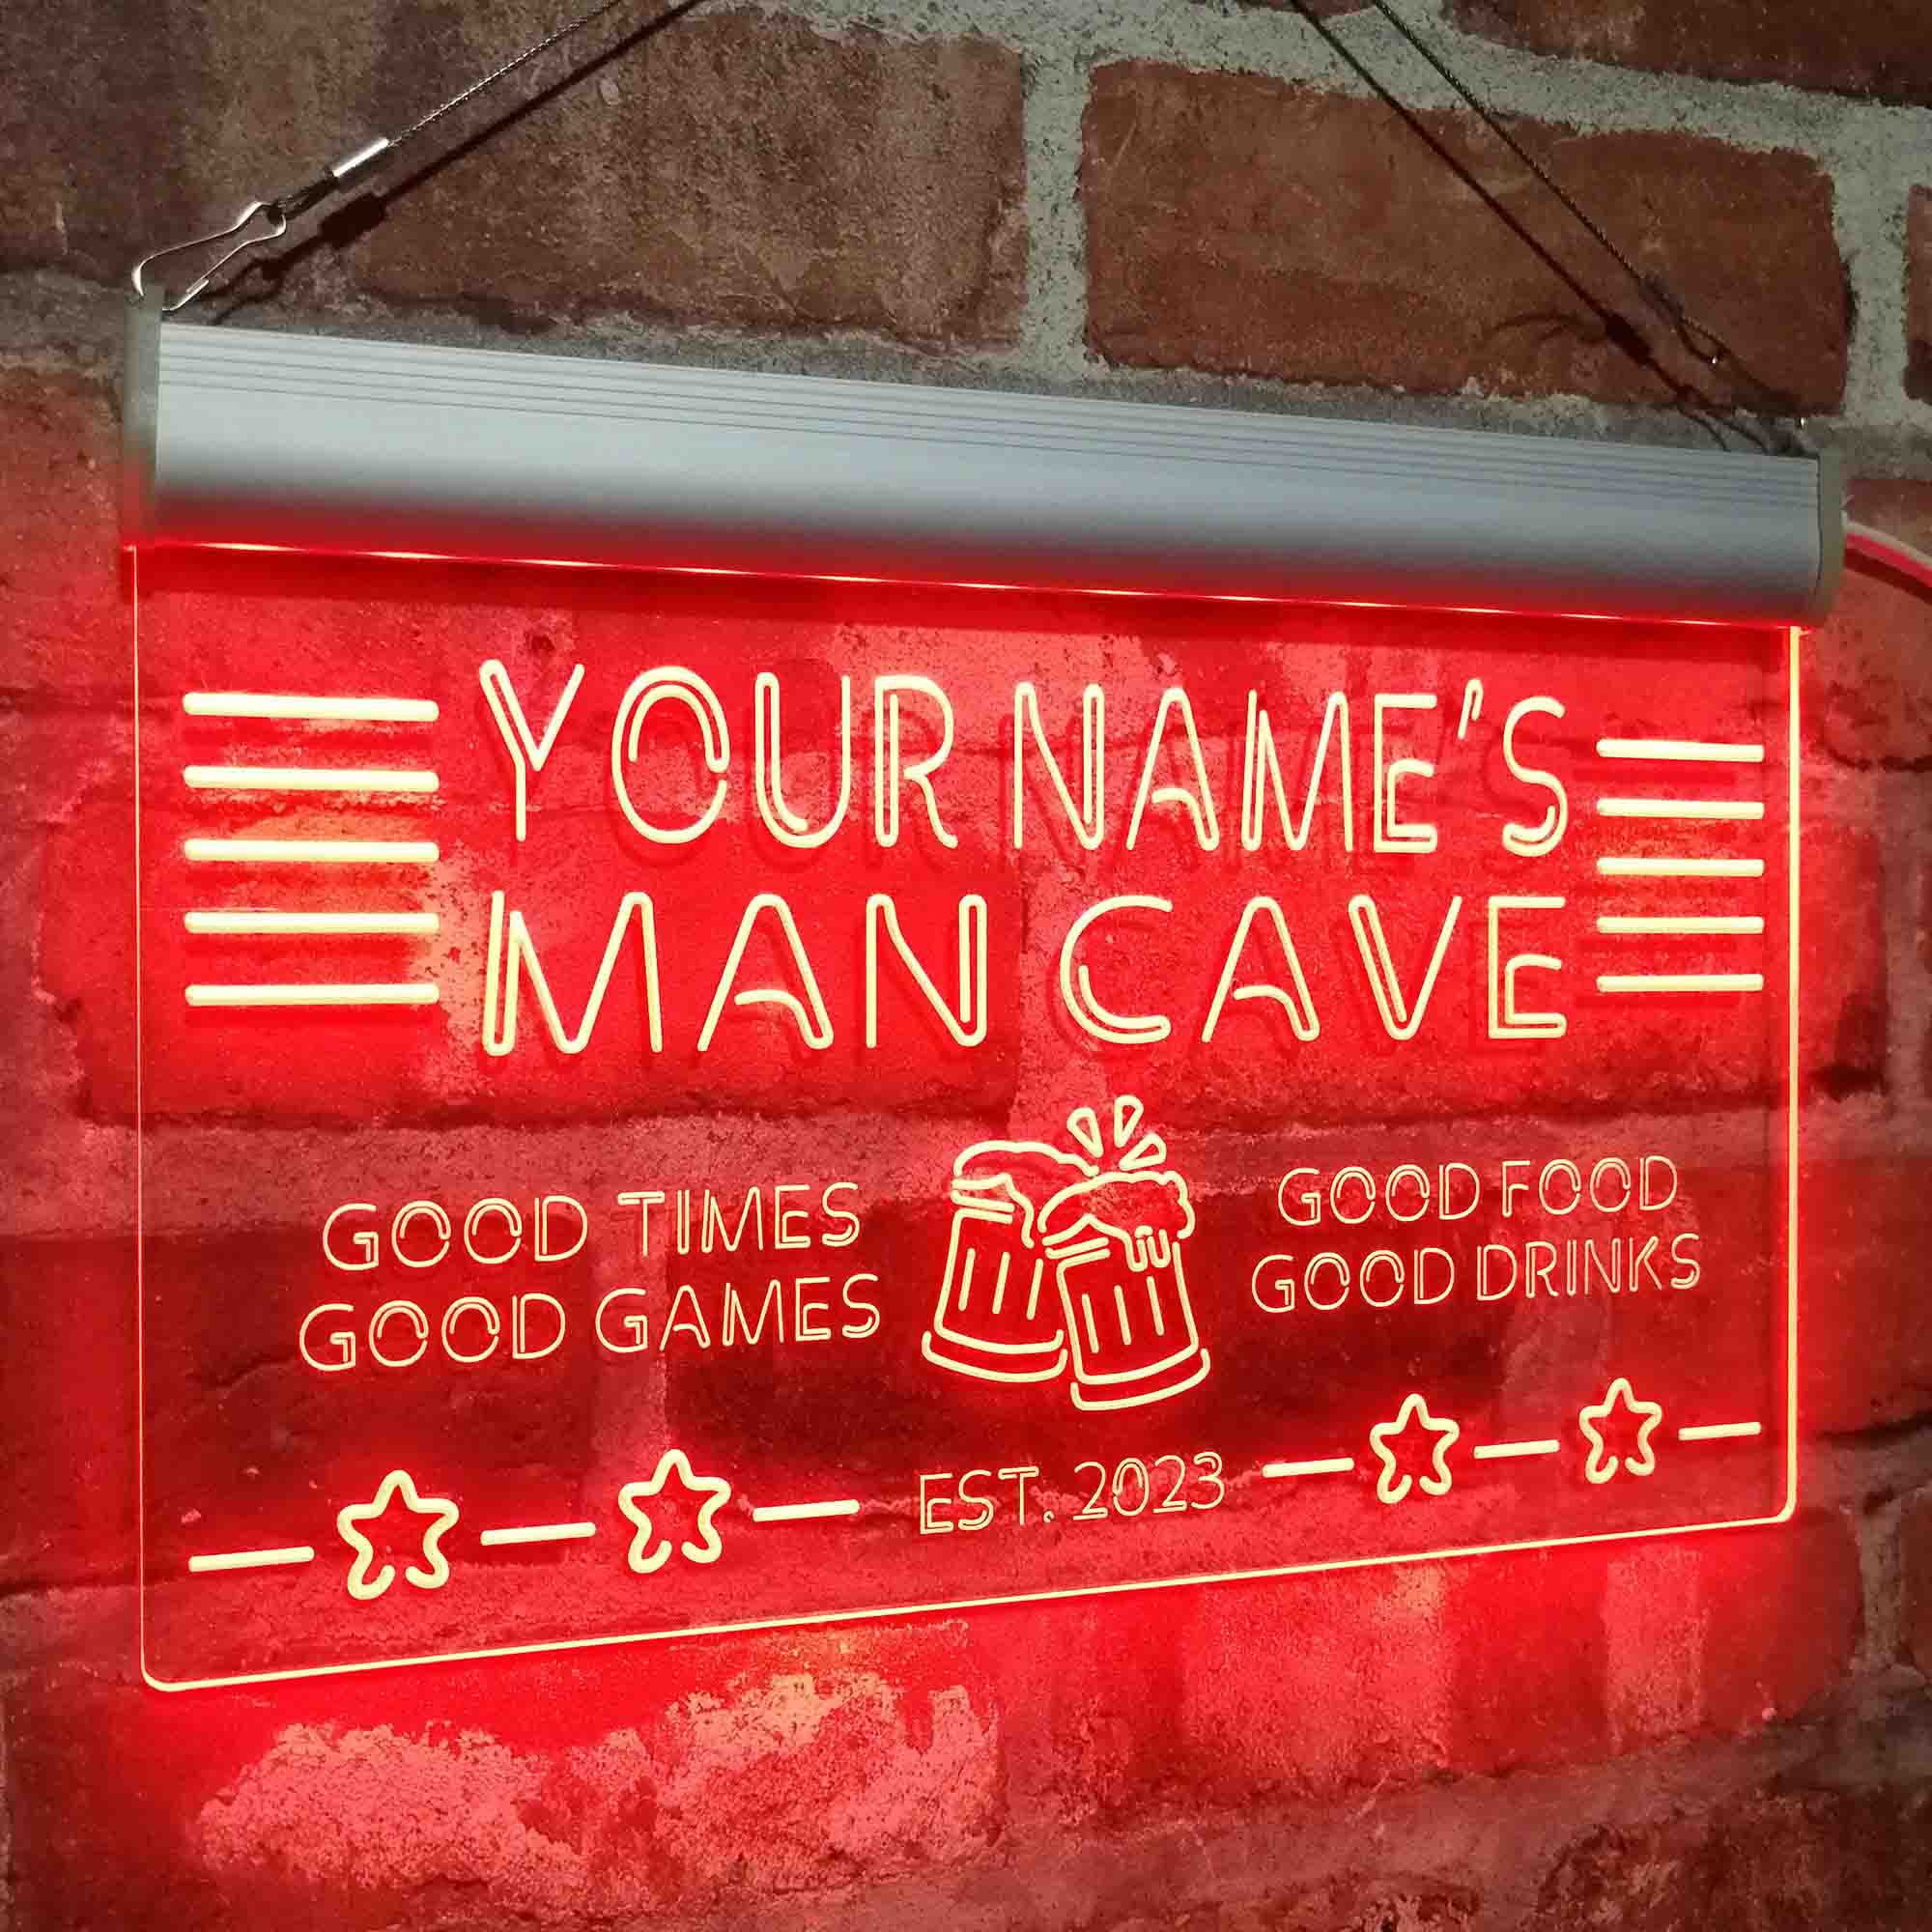 YOUR NAME'S
MAN CAVE
GOOD TIMES
GOOD GAMES
GOOD FOOD
GOOD DRINKS
EST. 2023